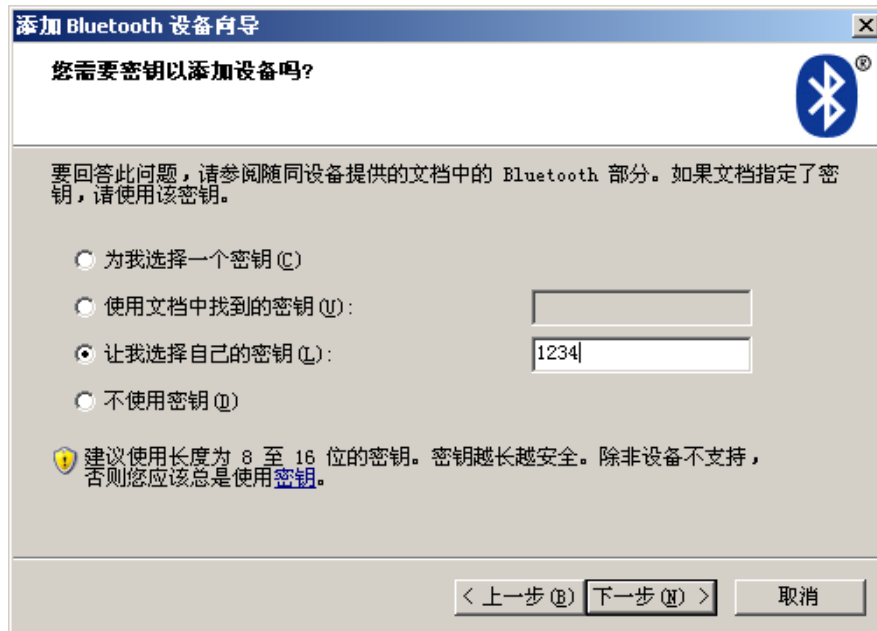 添加 Bluetooth 设备向导
您需要密钥以添加设备吗?
®
要回答此问题,请参阅随同设备提供的文档中的 Bluetooth 部分。如果文档指定了密
钥,请使用该密钥。
为我选择一个密钥(C)
使用文档中找到的密钥(U):
让我选择自己的密钥(L): 1234
不使用密钥(D)
建议使用长度为 8 至 16 位的密钥。密钥越长越安全。除非设备不支持,
否则您应该总是使用密钥。
< 上一步(B) 下一步(N) > 取消